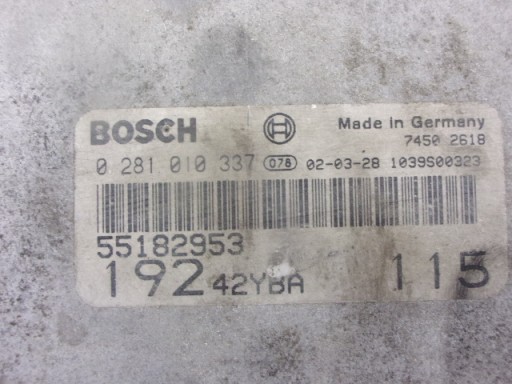 BOSCH Made in Germany
7450 2618
0 281 010 337 078 02-03-28 1039S00323
55182953
192 42YBA 115